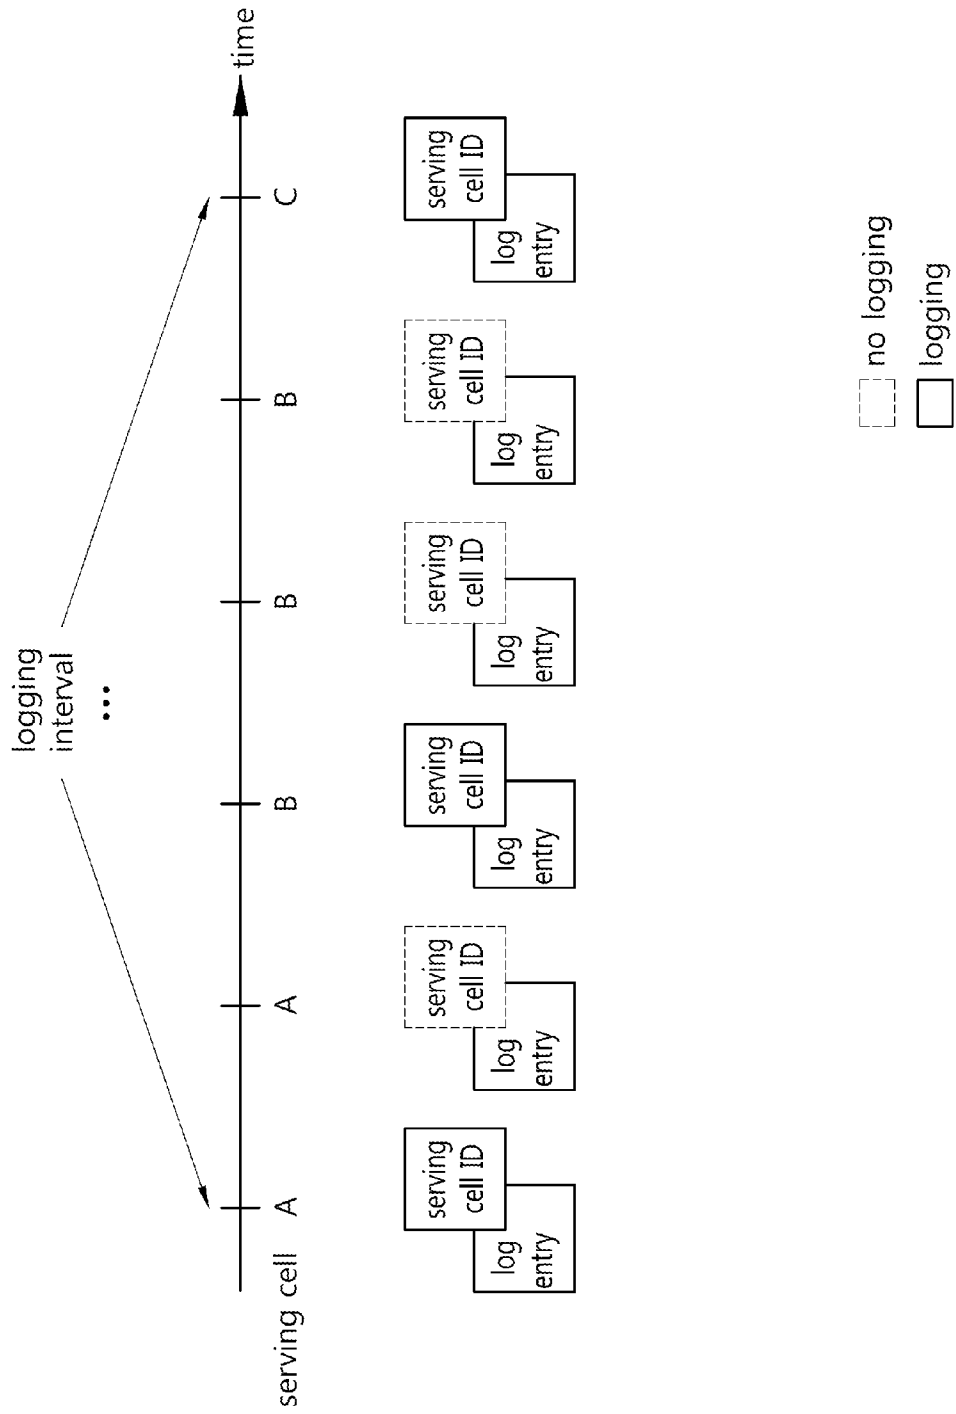 logging
interval
...
time
serving cell
A
A
B
B
B
C
serving
cell ID
log
entry
serving
cell ID
log
entry
serving
cell ID
log
entry
serving
cell ID
log
entry
serving
cell ID
log
entry
serving
cell ID
log
entry
no logging
logging